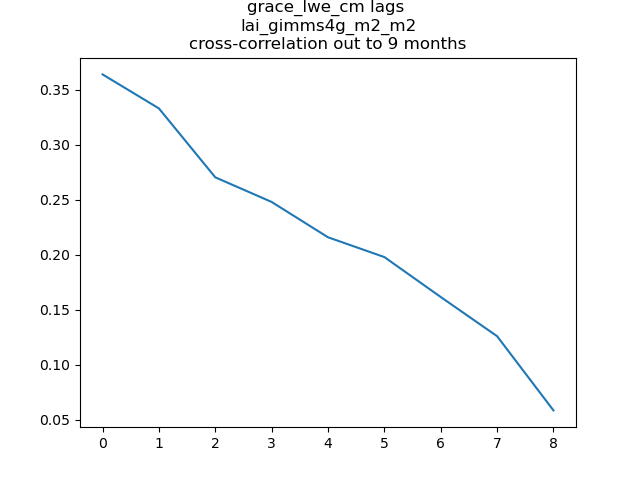 grace_lwe_cm lags
lai_gimms4g_m2_m2
cross-correlation out to 9 months
0.35
0.30
0.25
0.20
0.15
0.10
0.05
0 1 2 3 4 5 6 7 8